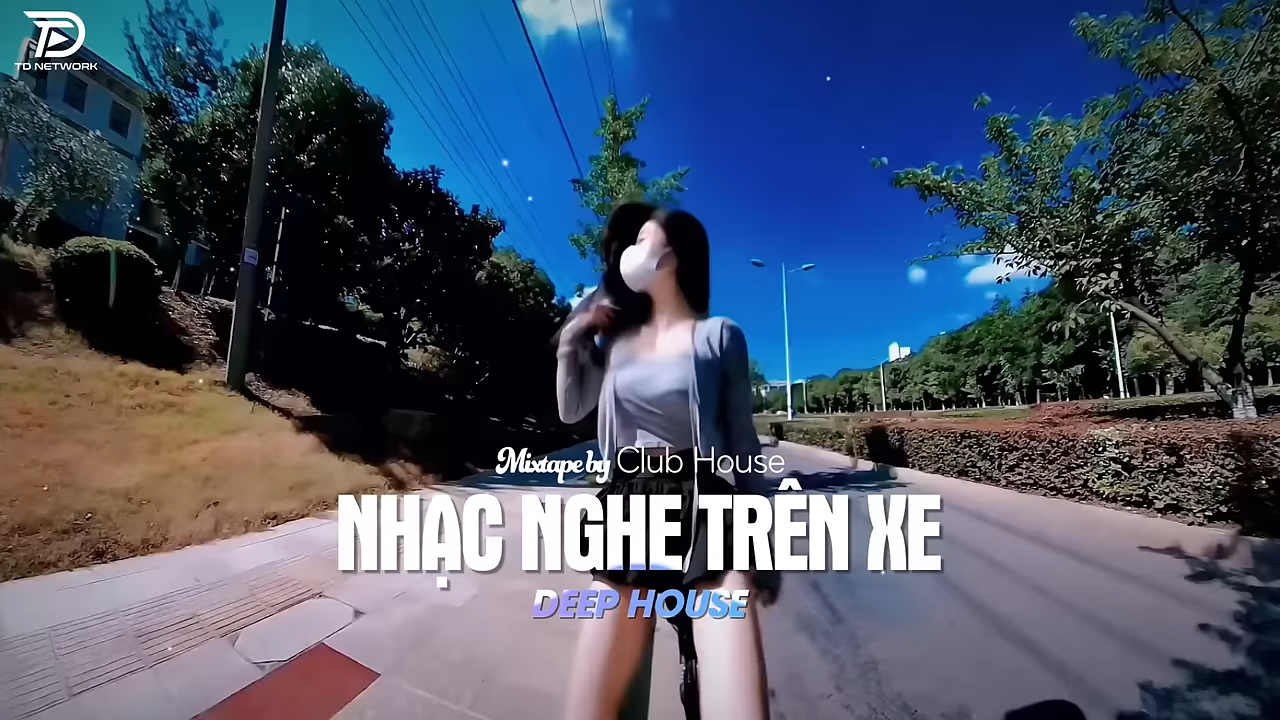 TD NETWORK
Mixtape by Club House
NHẠC NGHE TRÊN XE
DEEP HOUSE